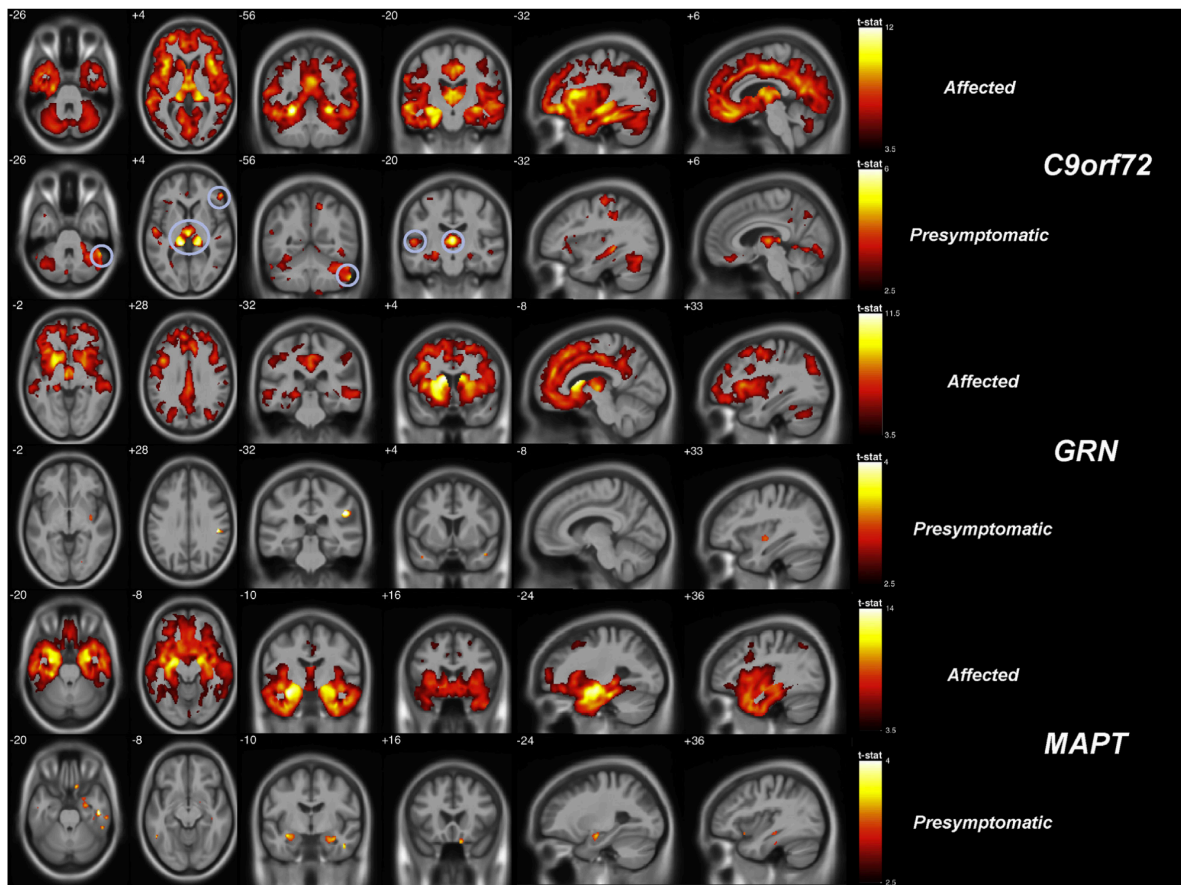 -26 +4 -56 -20 -32 +6 t-stat
12
Affected
3.5
C9orf72
-26 +4 -56 -20 -32 +6 t-stat
6
Presymptomatic
2.5
-2 +28 -32 +4 -8 +33 t-stat
11.5
Affected
3.5
GRN
-2 +28 -32 +4 -8 +33 t-stat
4
Presymptomatic
2.5
-20 -8 -10 +16 -24 +36 t-stat
14
Affected
3.5
MAPT
-20 -8 -10 +16 -24 +36 t-stat
4
Presymptomatic
2.5